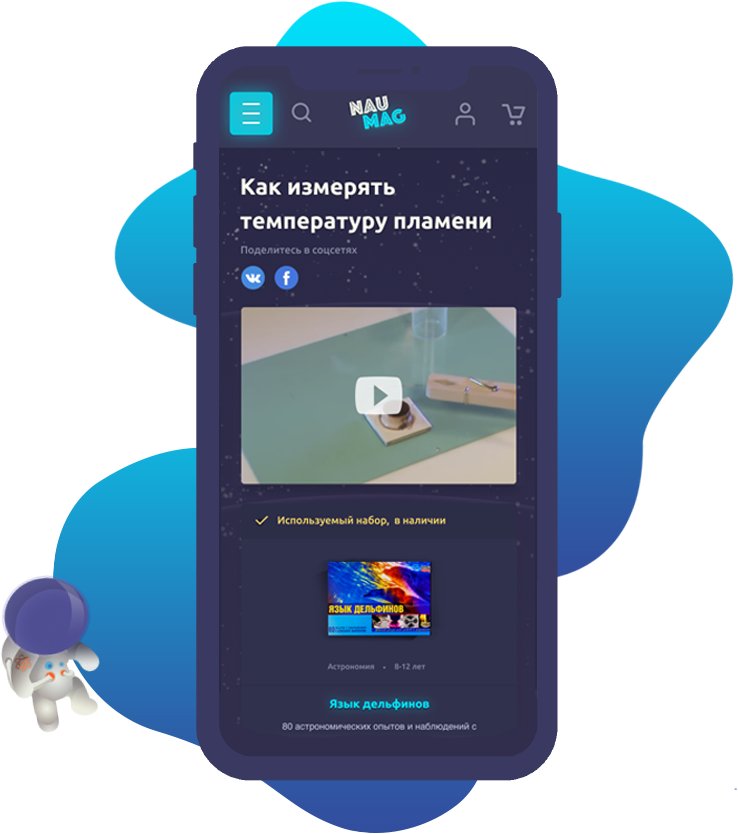 NAU
MAG
Как измерять
температуру пламени
Поделитесь в соцсетях
Используемый набор, в наличии
ЯЗЫК ДЕЛЬФИНОВ
Астрономия • 8-12 лет
Язык дельфинов
80 астрономических опытов и наблюдений с